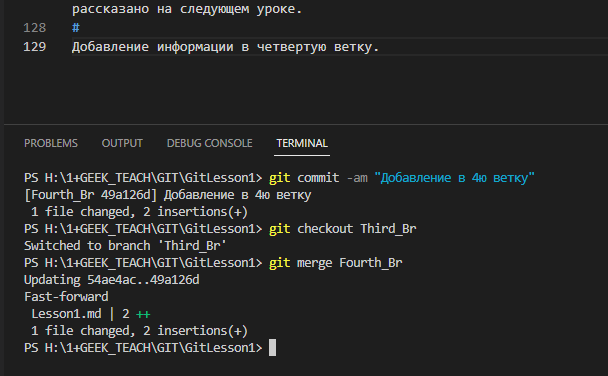 рассказано на следующем уроке.
128 #
129 Добавление информации в четвертую ветку.
PROBLEMS OUTPUT DEBUG CONSOLE TERMINAL
PS H:\1+GEEK_TEACH\GIT\GitLesson1> git commit -am "Добавление в 4ю ветку"
[Fourth_Br 49a126d] Добавление в 4ю ветку
1 file changed, 2 insertions(+)
PS H:\1+GEEK_TEACH\GIT\GitLesson1> git checkout Third_Br
Switched to branch 'Third_Br'
PS H:\1+GEEK_TEACH\GIT\GitLesson1> git merge Fourth_Br
Updating 54ae4ac..49a126d
Fast-forward
Lesson1.md | 2 ++
1 file changed, 2 insertions(+)
PS H:\1+GEEK_TEACH\GIT\GitLesson1>